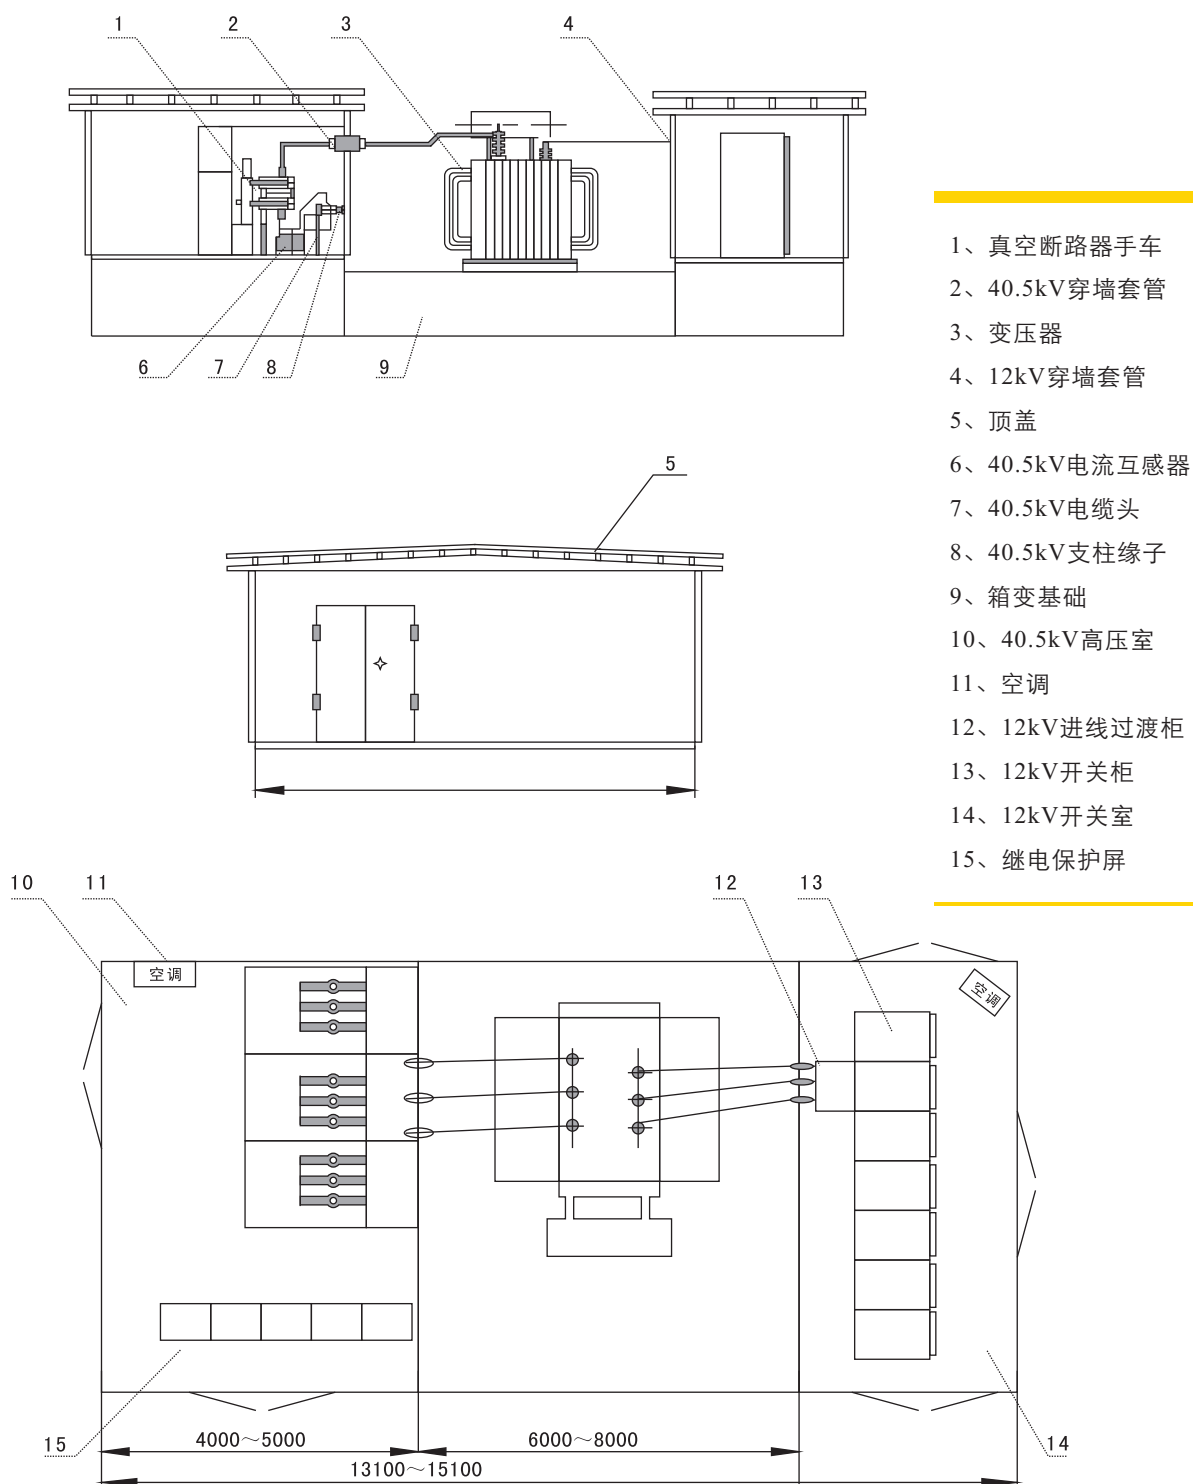 1 2 3 4
6 7 8 9
1、真空断路器手车
2、40.5kV穿墙套管
3、变压器
4、12kV穿墙套管
5、顶盖
6、40.5kV电流互感器
7、40.5kV电缆头
8、40.5kV支柱缘子
9、箱变基础
10、40.5kV高压室
11、空调
12、12kV进线过渡柜
13、12kV开关柜
14、12kV开关室
15、继电保护屏
5
10 11 12 13
空调
空调
15 14
4000～5000 6000～8000
13100～15100